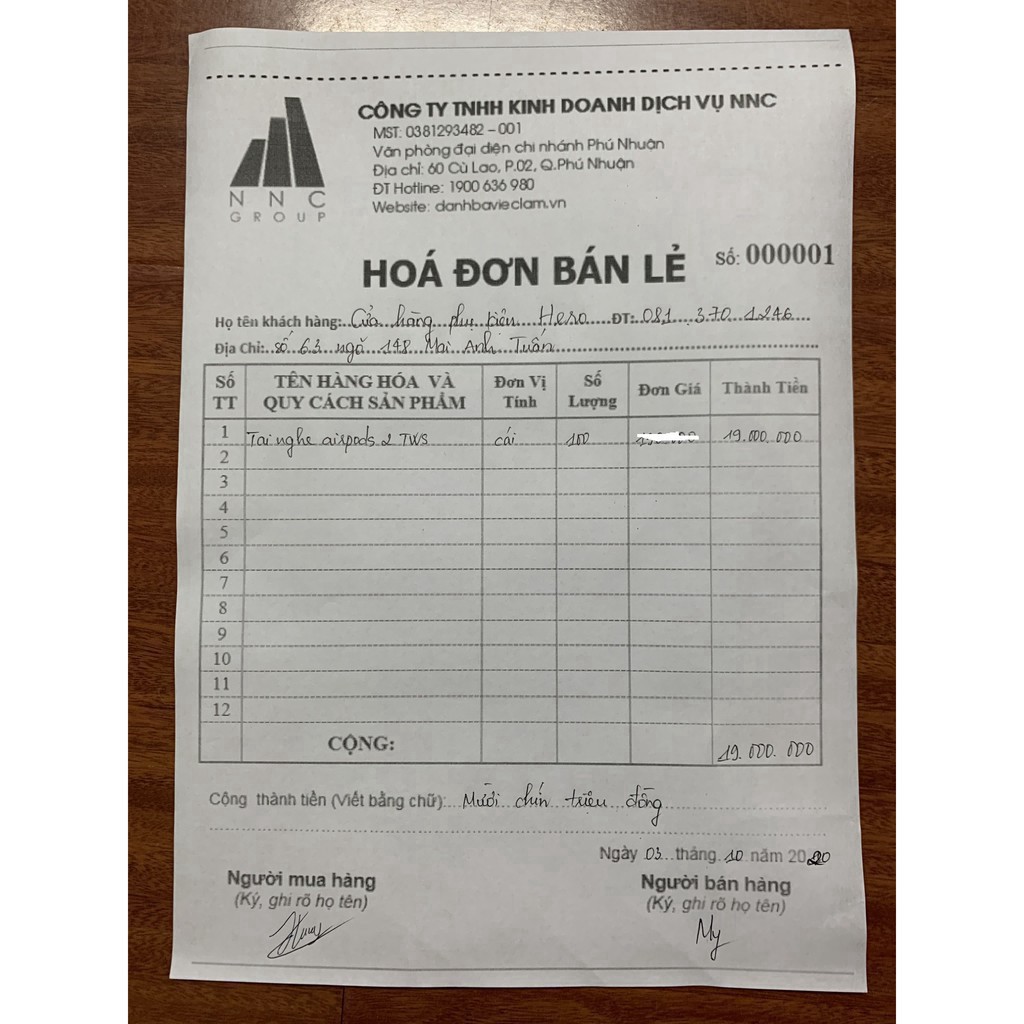 NNC
GROUP
CÔNG TY TNHH KINH DOANH DỊCH VỤ NNC
MST: 0381293482 – 001
Văn phòng đại diện chi nhánh Phú Nhuận
Địa chỉ: 60 Cù Lao, P.02, Q.Phú Nhuận
ĐT Hotline: 1900 636 980
Website: danhbavieclam.vn
HOÁ ĐƠN BÁN LẺ Số: 000001
Họ tên khách hàng: Cửa hàng phụ kiện Hero ĐT: 081 370 1246
Địa Chỉ: số 63 ngõ 148 Mai Anh Tuấn
Số TT TÊN HÀNG HÓA VÀ QUY CÁCH SẢN PHẨM Đơn Vị Tính Số Lượng Đơn Giá Thành Tiền
1 Tai nghe airpods 2 TWS cái 100 19.000.000
2
3
4
5
6
7
8
9
10
11
12
CỘNG: 19.000.000
Cộng thành tiền (Viết bằng chữ): Mười chín triệu đồng
Ngày 03 tháng 10 năm 2020
Người mua hàng Người bán hàng
(Ký, ghi rõ họ tên) (Ký, ghi rõ họ tên)
My